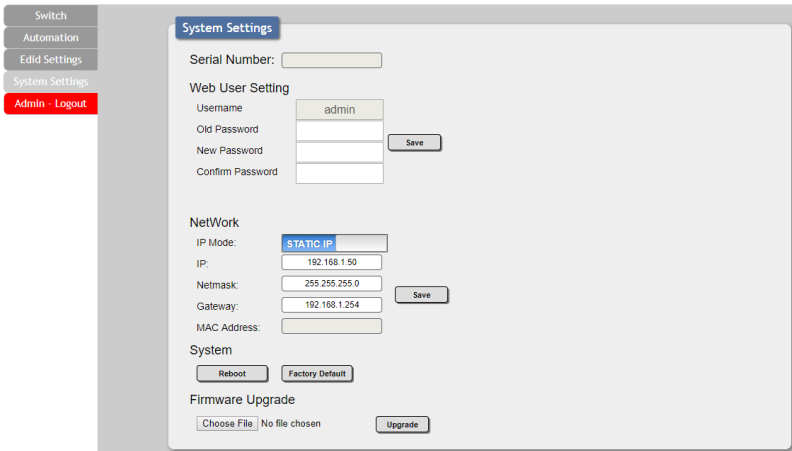 Switch
Automation
Edid Settings
System Settings
Admin - Logout
System Settings
Serial Number:
Web User Setting
Username admin
Old Password
New Password
Save
Confirm Password
NetWork
IP Mode: STATIC IP
IP: 192.168.1.50
Netmask: 255.255.255.0
Save
Gateway: 192.168.1.254
MAC Address:
System
Reboot Factory Default
Firmware Upgrade
Choose File No file chosen Upgrade